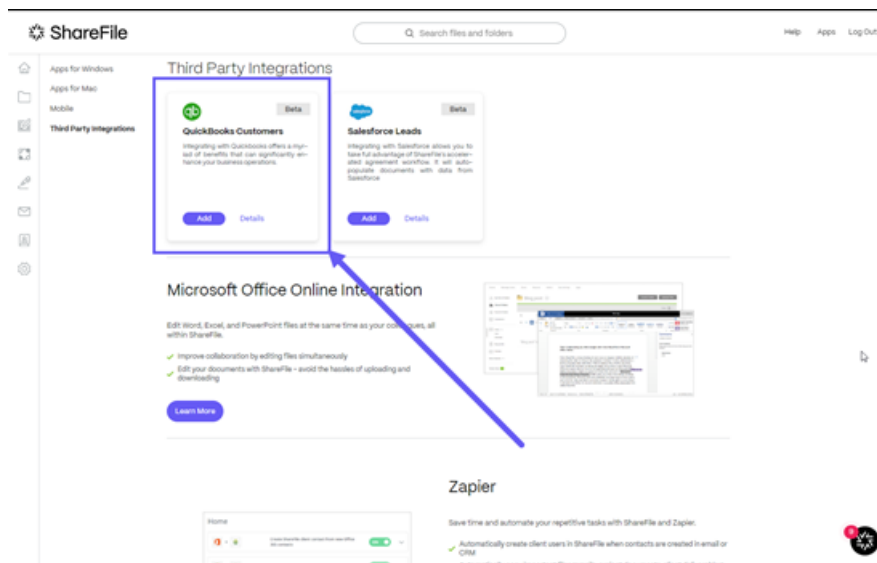 ShareFile
Search files and folders
Help Apps Log Out
Apps for Windows
Apps for Mac
Mobile
Third Party Integrations
Third Party Integrations
qb
Beta
QuickBooks Customers
Integrating with Quickbooks offers a myr-
iad of benefits that can significantly en-
hance your business operations.
Add Details
Beta
Salesforce Leads
Integrating with Salesforce allows you to
take full advantage of ShareFile's acceler-
ated agreement workflow. It will auto-
populate documents with data from
Salesforce
Add Details
Microsoft Office Online Integration
Edit Word, Excel, and PowerPoint files at the same time as your colleagues, all
within ShareFile.
Improve collaboration by editing files simultaneously
Edit your documents with ShareFile – avoid the hassles of uploading and
downloading
Learn More
Zapier
Save time and automate your repetitive tasks with ShareFile and Zapier.
Automatically create client users in ShareFile when contacts are created in email or
CRM
Home